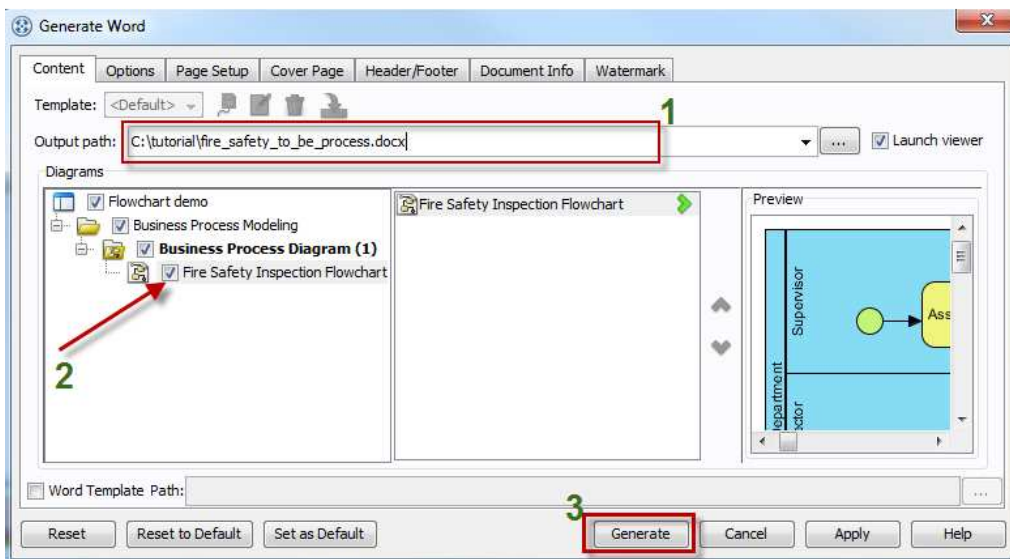 Generate Word
Content Options Page Setup Cover Page Header/Footer Document Info Watermark
Template: <Default>
1
Output path: C:\tutorial\fire_safety_to_be_process.docx ... Launch viewer
Diagrams
Flowchart demo
Business Process Modeling
Business Process Diagram (1)
Fire Safety Inspection Flowchart
2
Fire Safety Inspection Flowchart
Preview
Supervisor
Ass
epartment
ector
Word Template Path: ...
3
Reset Reset to Default Set as Default Generate Cancel Apply Help